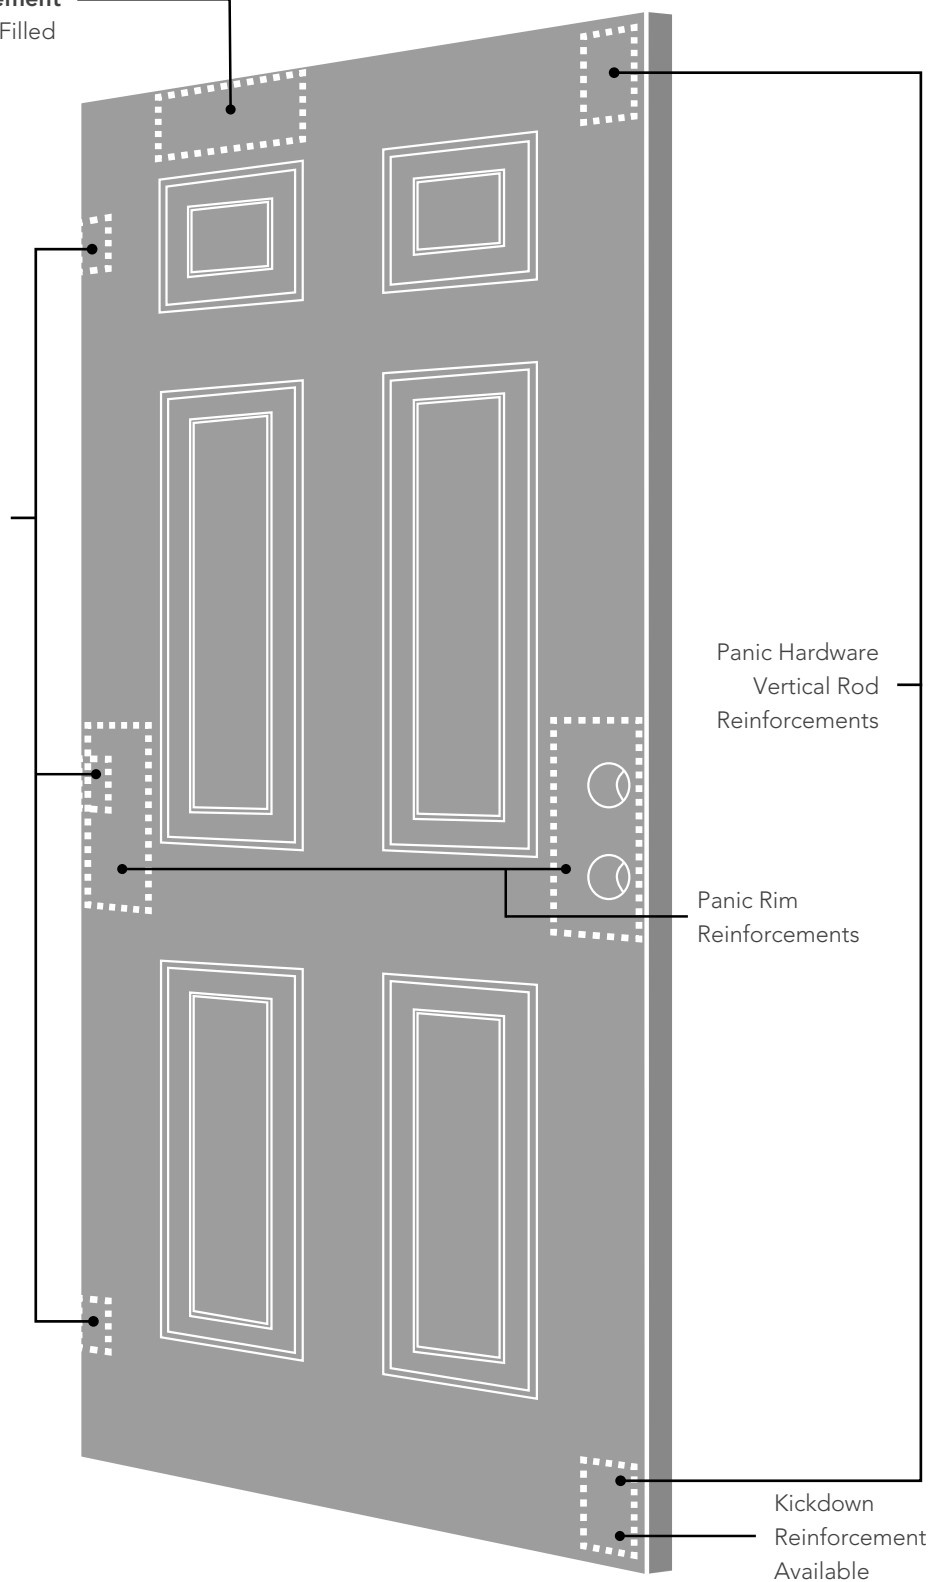 Filled
Panic Hardware
Vertical Rod
Reinforcements
Panic Rim
Reinforcements
Kickdown
Reinforcement
Available